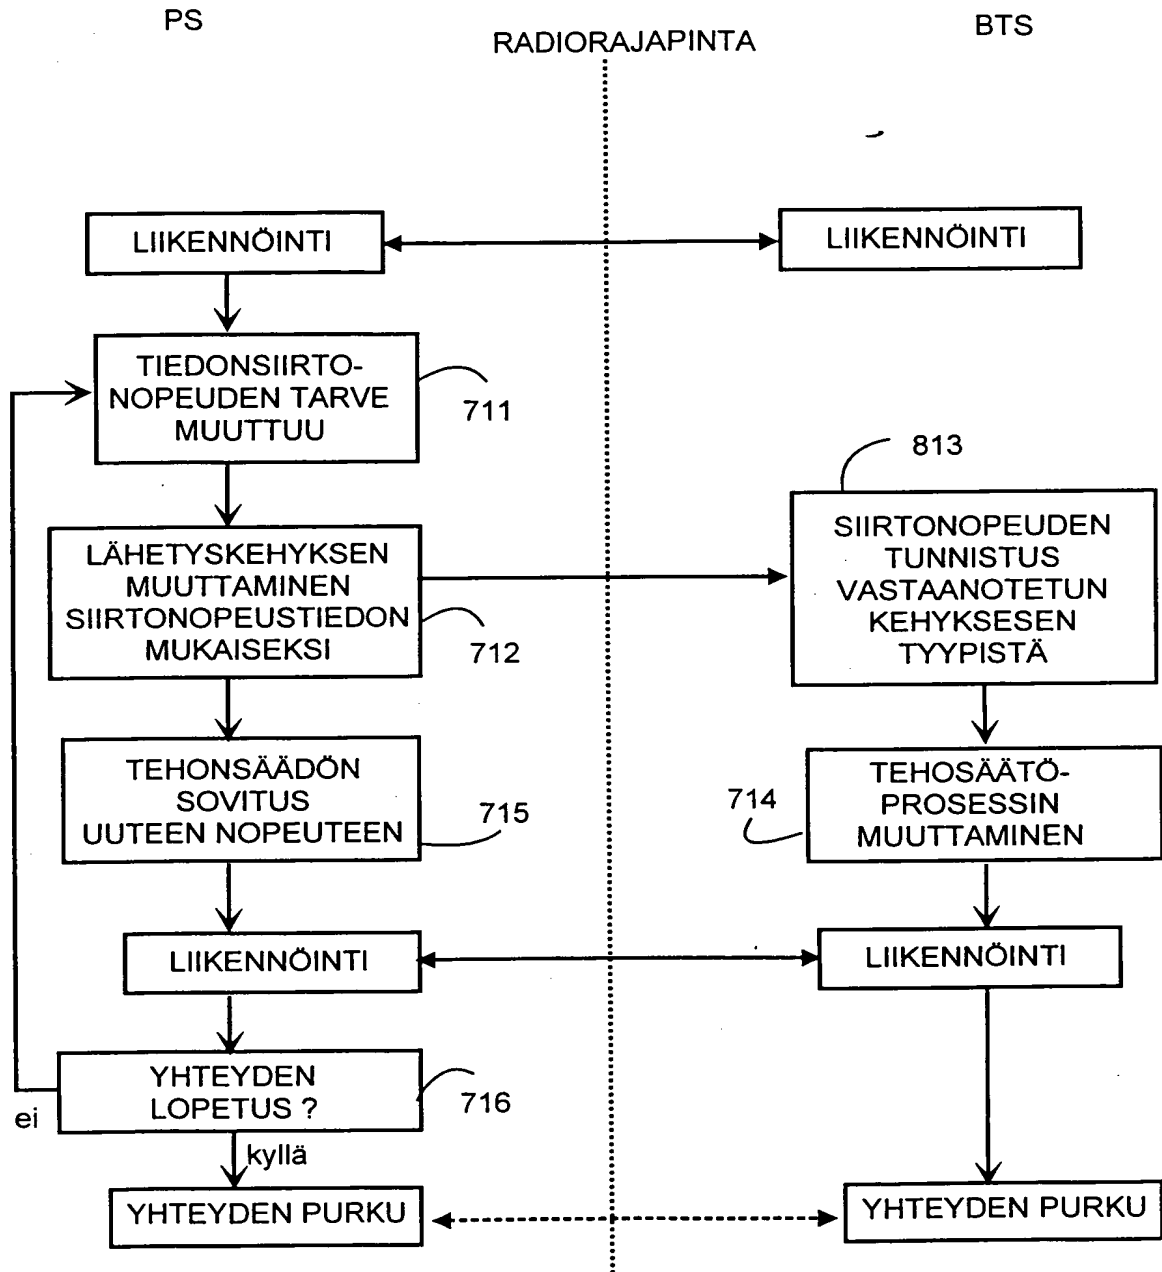 PS
RADIORAJAPINTA
BTS
LIIKENNÖINTI
LIIKENNÖINTI
TIEDONSIIRTO-
NOPEUDEN TARVE
MUUTTUU
711
813
LÄHETYSKEHYKSEN
MUUTTAMINEN
SIIRTONOPEUSTIEDON
MUKAISEKSI
712
SIIRTONOPEUDEN
TUNNISTUS
VASTAANOTETUN
KEHYKSESEN
TYYPISTÄ
TEHONSÄÄDÖN
SOVITUS
UUTEEN NOPEUTEEN
715
714
TEHOSÄÄTÖ-
PROSESSIN
MUUTTAMINEN
LIIKENNÖINTI
LIIKENNÖINTI
YHTEYDEN
LOPETUS ?
716
ei
kyllä
YHTEYDEN PURKU
YHTEYDEN PURKU